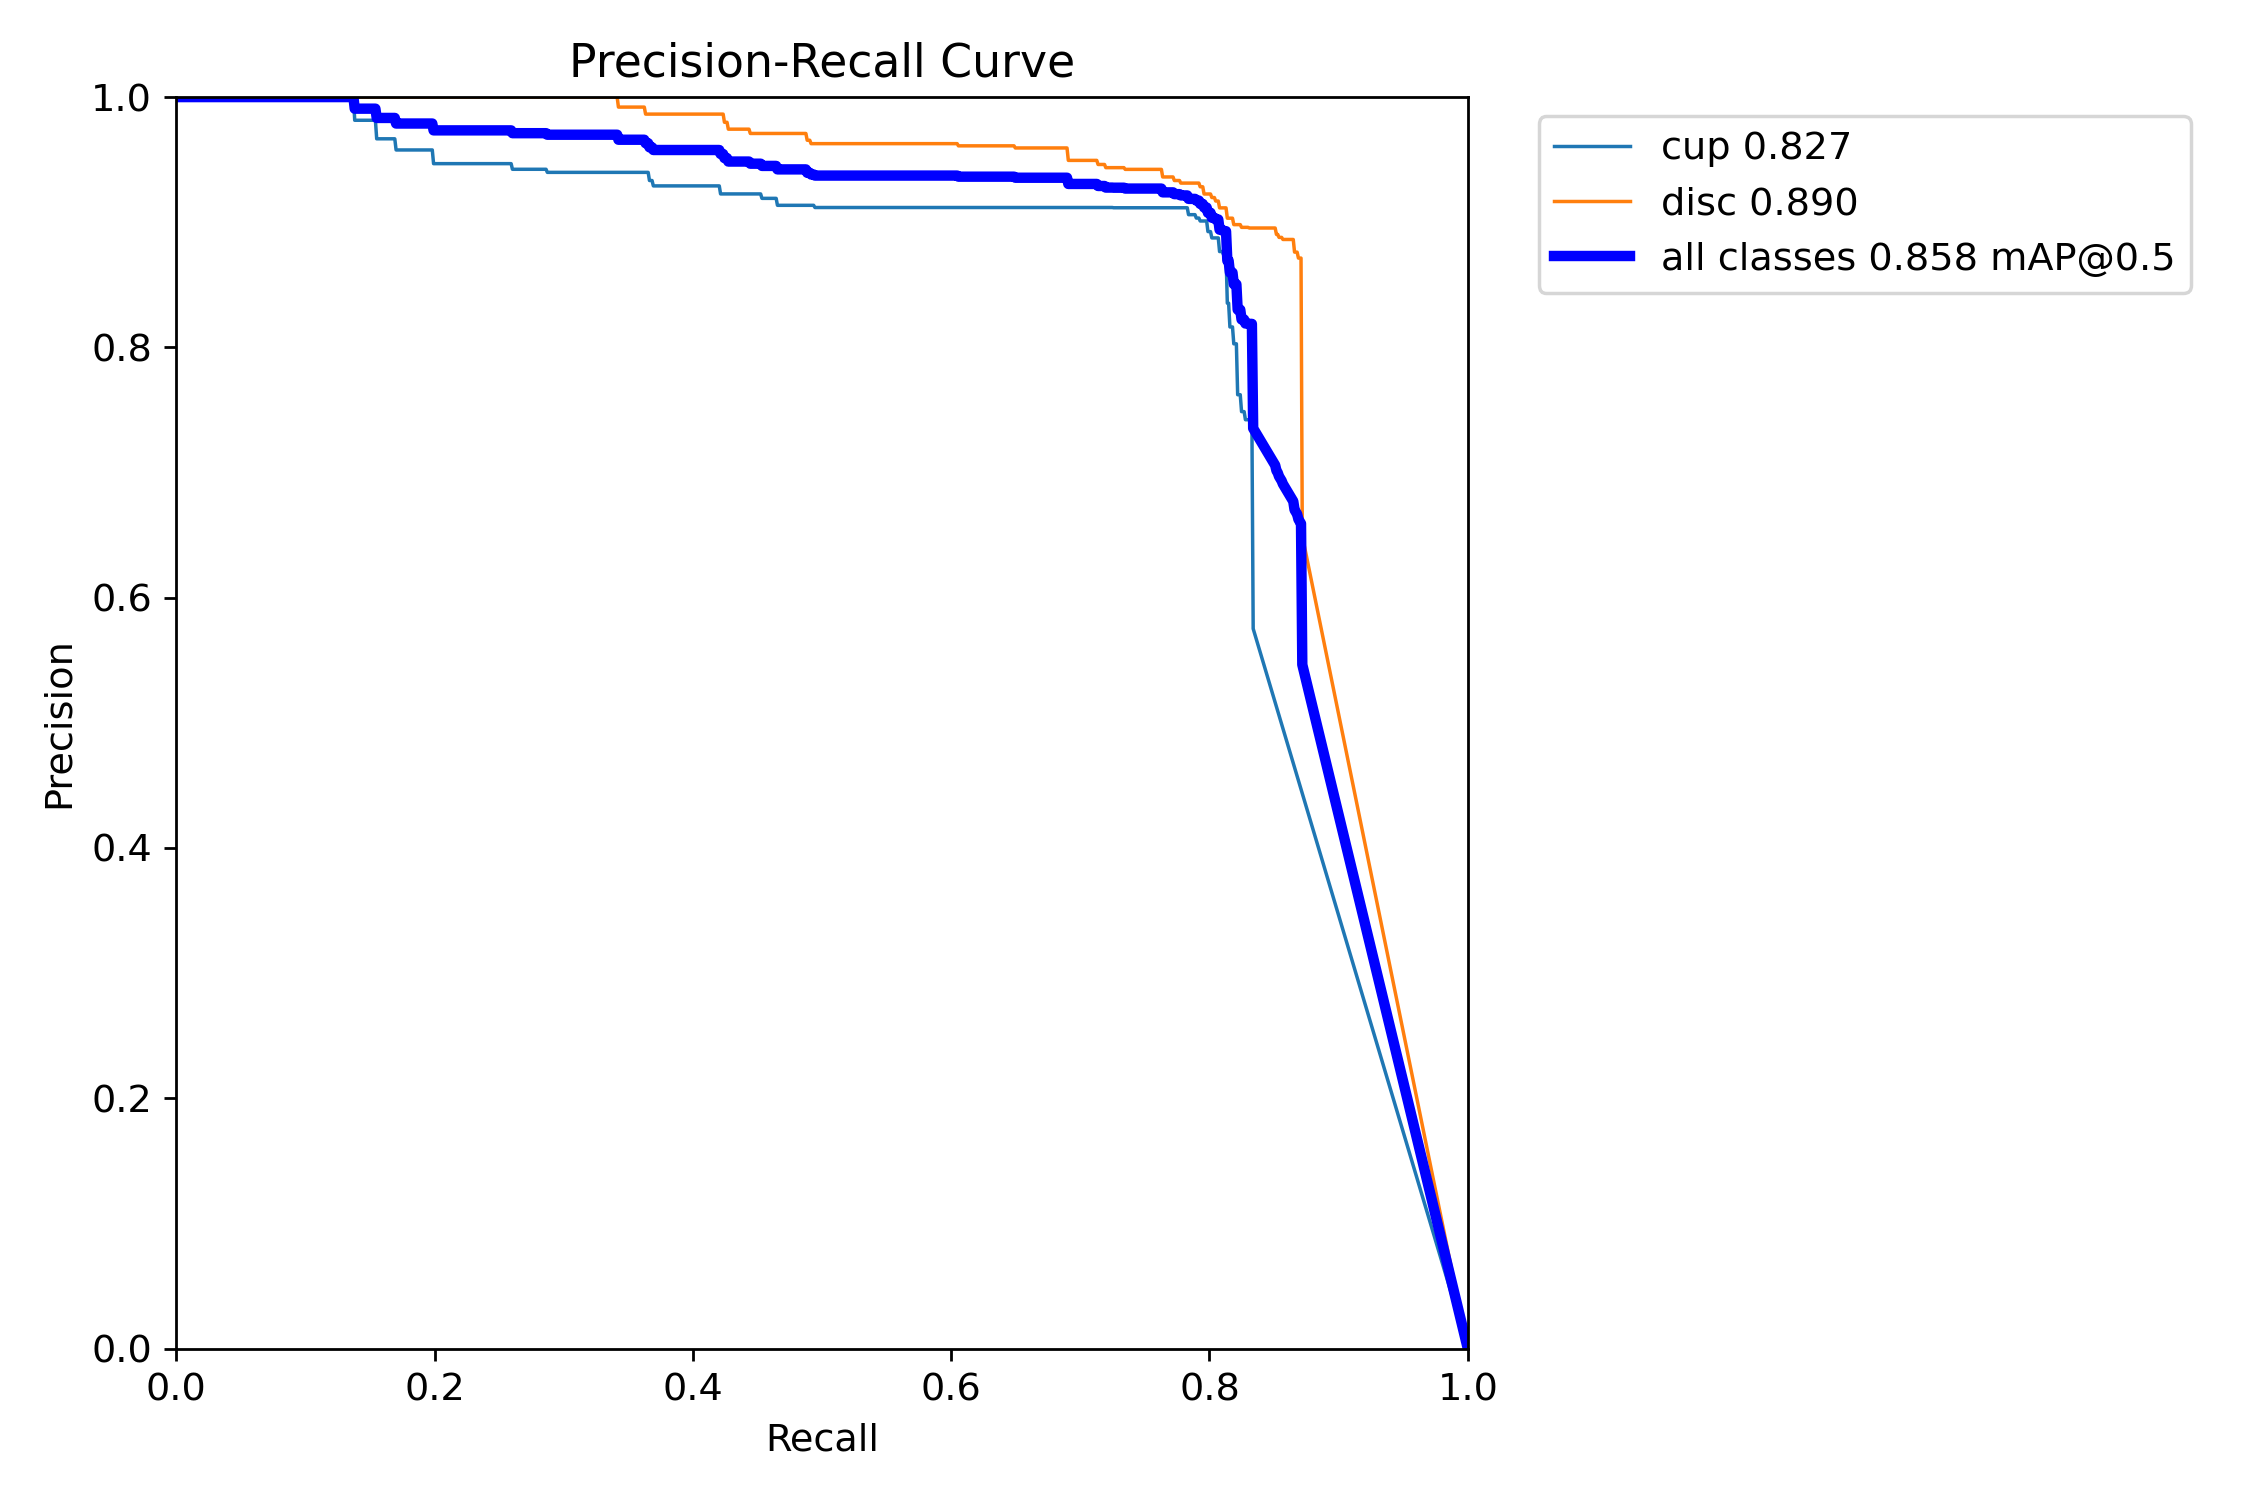 Precision-Recall Curve
1.0
0.8
0.6
0.4
0.2
0.0
Precision
0.0 0.2 0.4 0.6 0.8 1.0
Recall
cup 0.827
disc 0.890
all classes 0.858 mAP@0.5